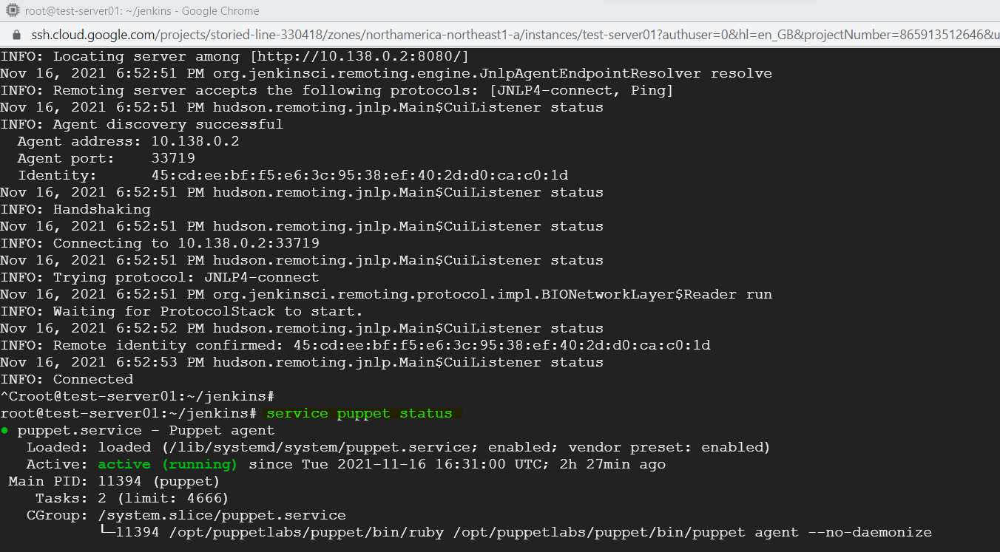 root@test-server01: ~/jenkins - Google Chrome
ssh.cloud.google.com/projects/storied-line-330418/zones/northamerica-northeast1-a/instances/test-server01?authuser=0&hl=en_GB&projectNumber=865913512646&u
INFO: Locating server among [http://10.138.0.2:8080/]
Nov 16, 2021 6:52:51 PM org.jenkinsci.remoting.engine.JnlpAgentEndpointResolver resolve
INFO: Remoting server accepts the following protocols: [JNLP4-connect, Ping]
Nov 16, 2021 6:52:51 PM hudson.remoting.jnlp.Main$CuiListener status
INFO: Agent discovery successful
  Agent address: 10.138.0.2
  Agent port:    33719
  Identity:      45:cd:ee:bf:f5:e6:3c:95:38:ef:40:2d:d0:ca:c0:1d
Nov 16, 2021 6:52:51 PM hudson.remoting.jnlp.Main$CuiListener status
INFO: Handshaking
Nov 16, 2021 6:52:51 PM hudson.remoting.jnlp.Main$CuiListener status
INFO: Connecting to 10.138.0.2:33719
Nov 16, 2021 6:52:51 PM hudson.remoting.jnlp.Main$CuiListener status
INFO: Trying protocol: JNLP4-connect
Nov 16, 2021 6:52:51 PM org.jenkinsci.remoting.protocol.impl.BIONetworkLayer$Reader run
INFO: Waiting for ProtocolStack to start.
Nov 16, 2021 6:52:52 PM hudson.remoting.jnlp.Main$CuiListener status
INFO: Remote identity confirmed: 45:cd:ee:bf:f5:e6:3c:95:38:ef:40:2d:d0:ca:c0:1d
Nov 16, 2021 6:52:53 PM hudson.remoting.jnlp.Main$CuiListener status
INFO: Connected
^Croot@test-server01:~/jenkins#
root@test-server01:~/jenkins# service puppet status
● puppet.service - Puppet agent
   Loaded: loaded (/lib/systemd/system/puppet.service; enabled; vendor preset: enabled)
   Active: active (running) since Tue 2021-11-16 16:31:00 UTC; 2h 27min ago
 Main PID: 11394 (puppet)
    Tasks: 2 (limit: 4666)
   CGroup: /system.slice/puppet.service
           └─11394 /opt/puppetlabs/puppet/bin/ruby /opt/puppetlabs/puppet/bin/puppet agent --no-daemonize